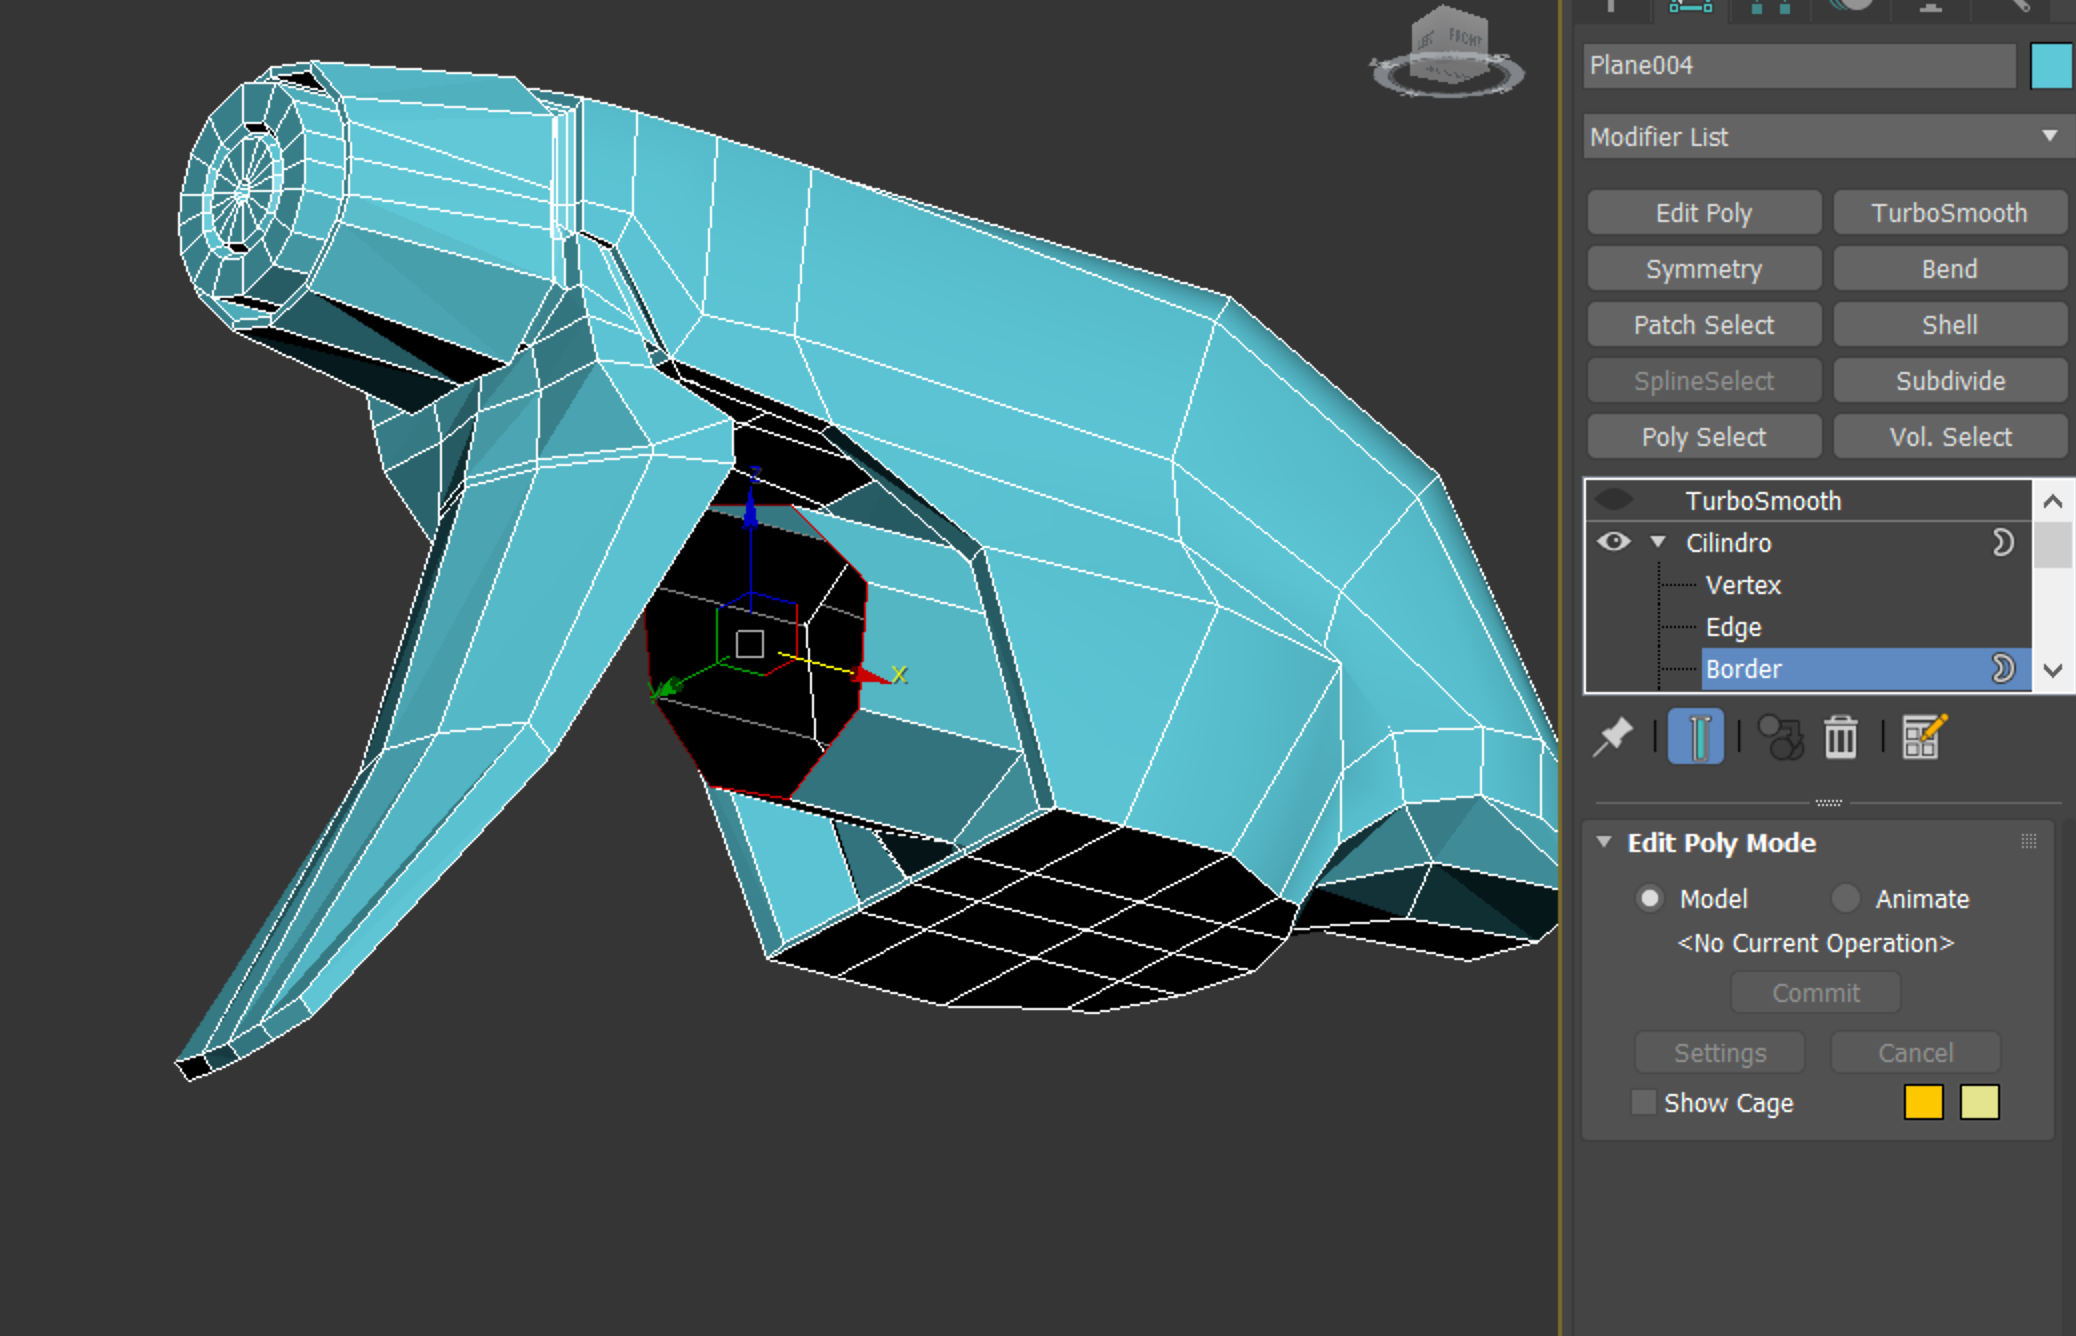 FRONT
Plane004
Modifier List
Edit Poly
TurboSmooth
Symmetry
Bend
Patch Select
Shell
SplineSelect
Subdivide
Poly Select
Vol. Select
TurboSmooth
Cilindro
Vertex
Edge
Border
Z
X
Y
Edit Poly Mode
Model
Animate
<No Current Operation>
Commit
Settings
Cancel
Show Cage